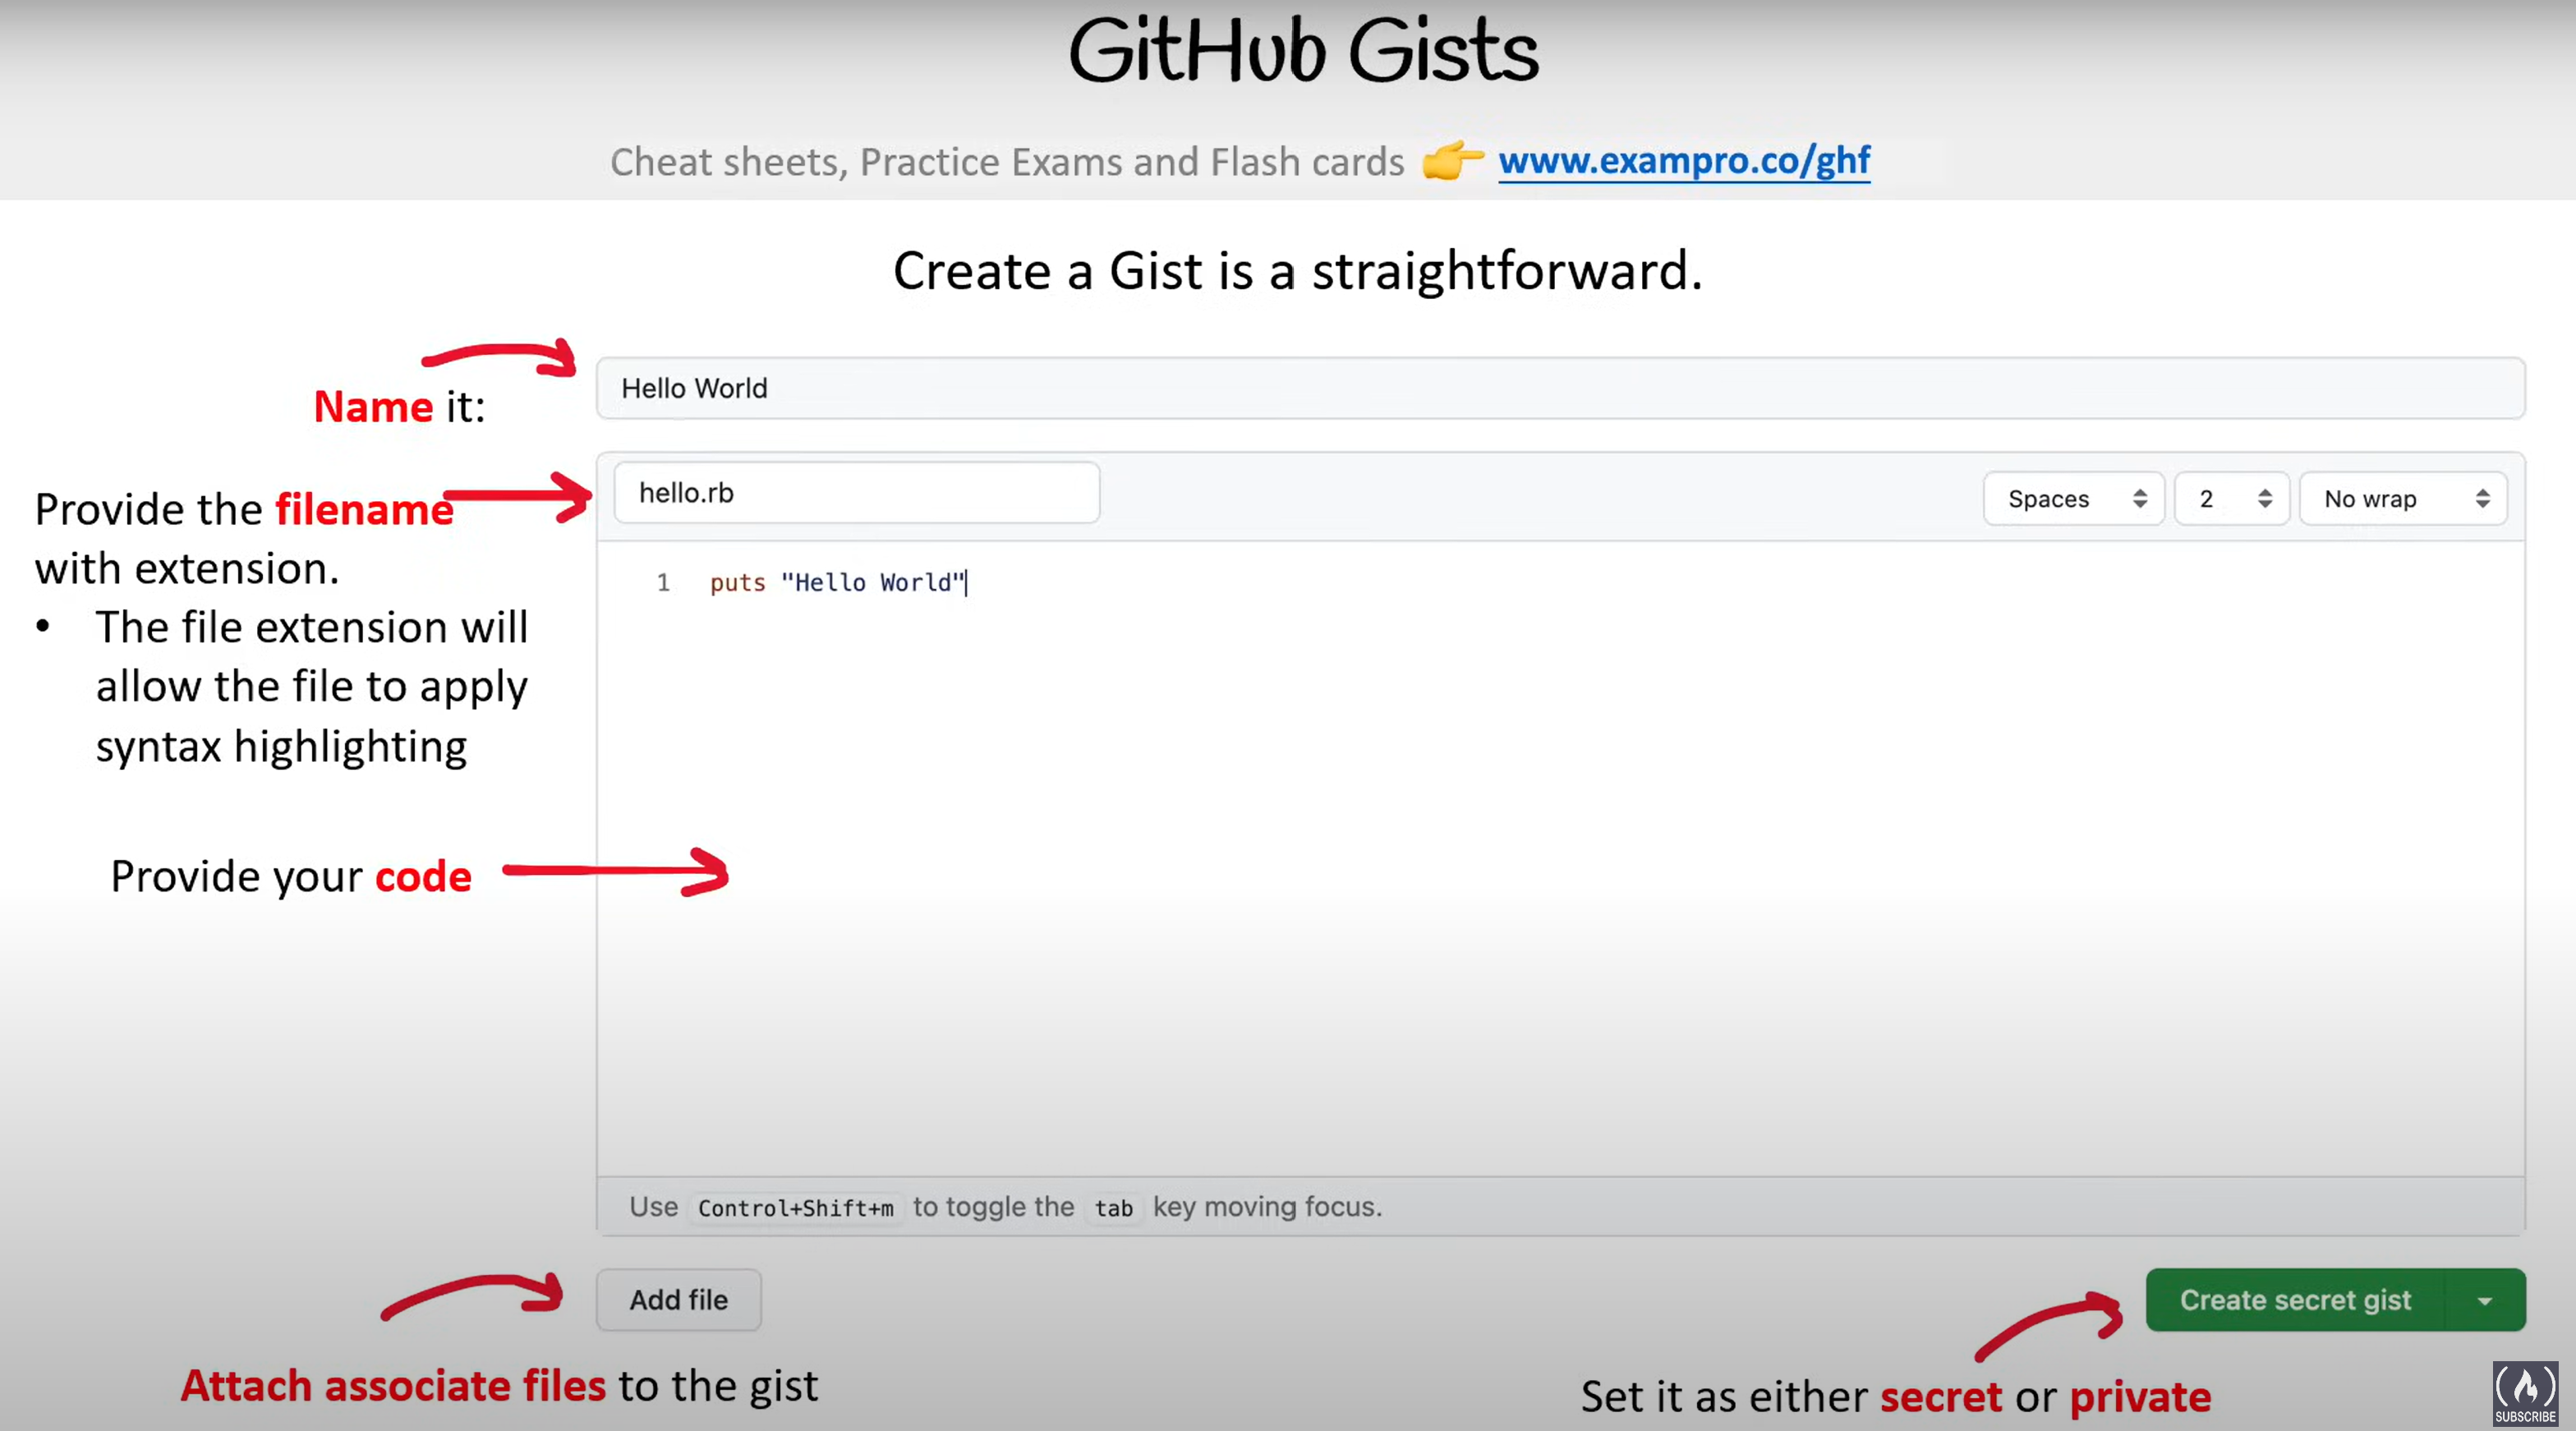 GitHub Gists
Cheat sheets, Practice Exams and Flash cards 👉 www.exampro.co/ghf
Create a Gist is a straightforward.
Name it:
Hello World
Provide the filename
with extension.
• The file extension will
allow the file to apply
syntax highlighting
hello.rb
Spaces 2 No wrap
1 puts "Hello World"
Provide your code
Use Control+Shift+m to toggle the tab key moving focus.
Add file
Create secret gist
Attach associate files to the gist
Set it as either secret or private
SUBSCRIBE